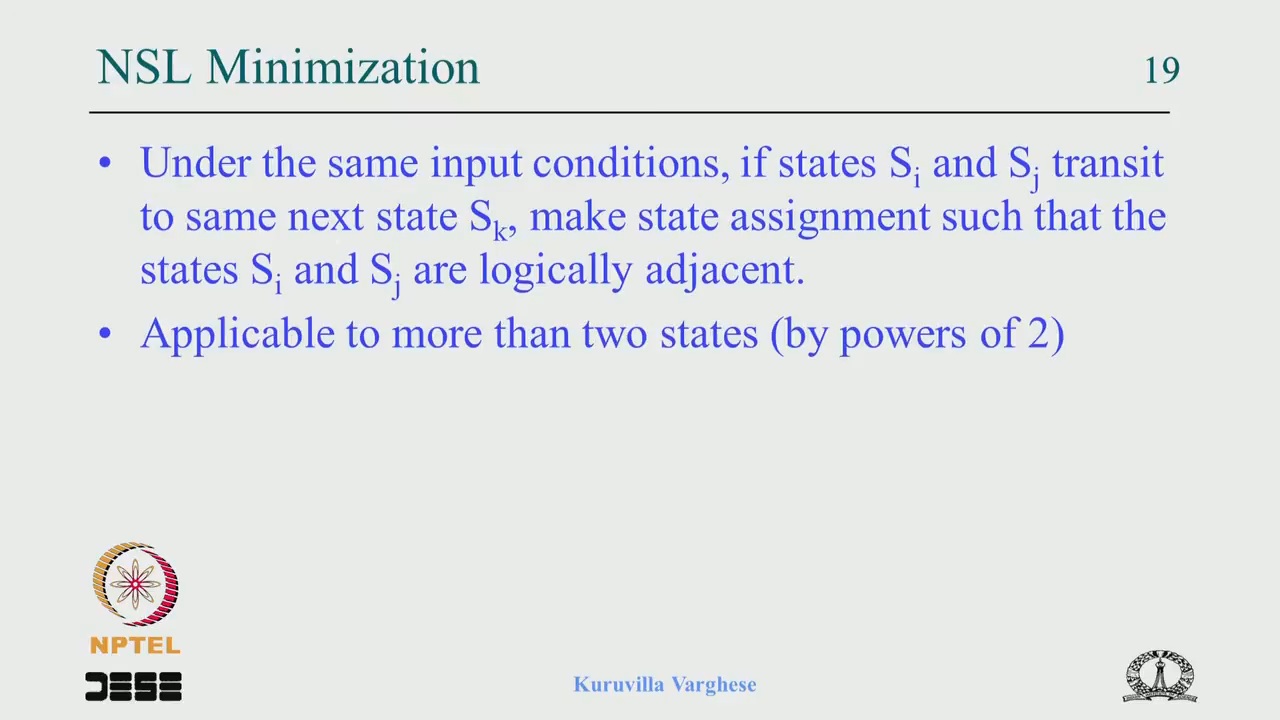 NSL Minimization
19
• Under the same input conditions, if states Si and Sj transit
to same next state Sk, make state assignment such that the
states Si and Sj are logically adjacent.
• Applicable to more than two states (by powers of 2)
NPTEL
DESE
Kuruvilla Varghese